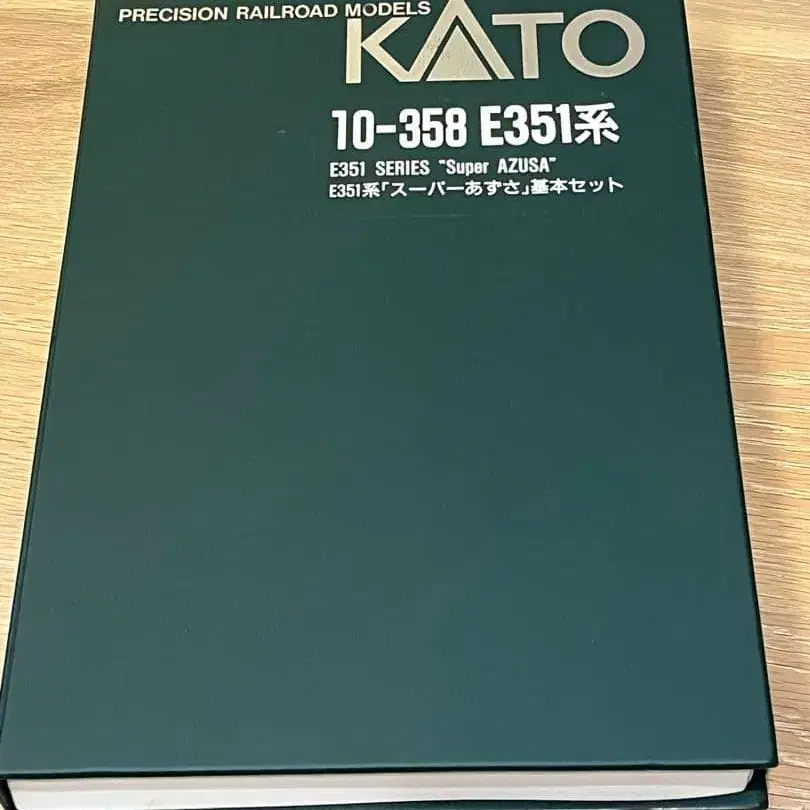 PRECISION RAILROAD MODELS
KATO
10-358 E351系
E351 SERIES "Super AZUSA"
E351系｢スーパーあずさ｣基本セット